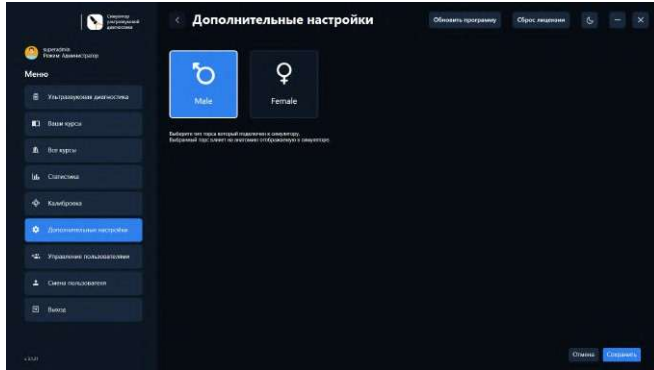 Симулятор
ультразвуковой
диагностики
Дополнительные настройки
Обновить программу
Сброс лицензии
superadmin
Режим Администратор
Меню
Ультразвуковая диагностика
Ваши курсы
Все курсы
Статистика
Калибровка
Дополнительные настройки
Управление пользователями
Смена пользователя
Выход
Male
Female
Выберите тип торса который подключен к симулятору.
Выбранный торс влияет на анатомию отображаемую в симуляторе.
Отмена
Сохранить